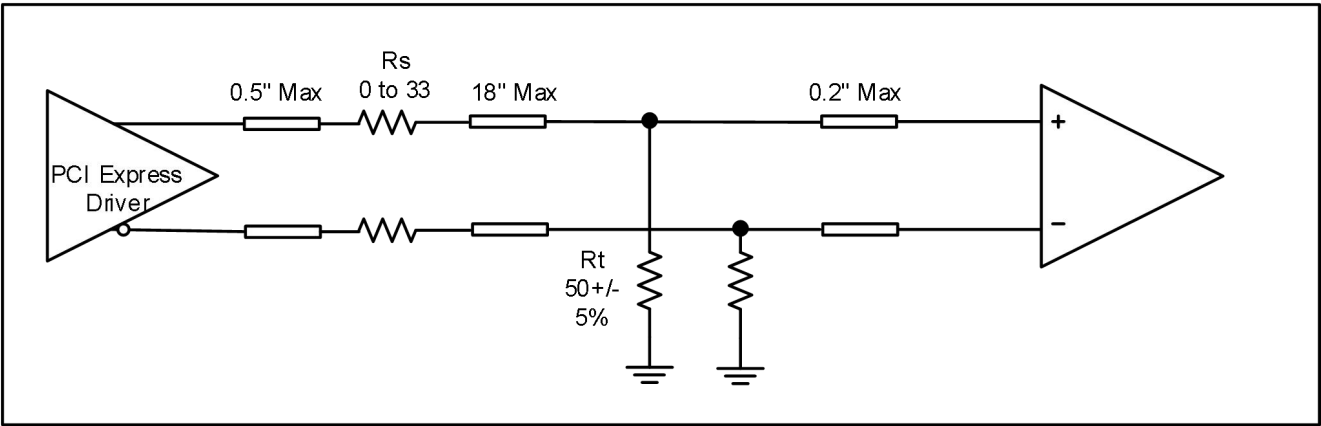 Rs
0.5" Max
0 to 33
18" Max
0.2" Max
+
PCI Express
Driver
−
Rt
50+/-
5%